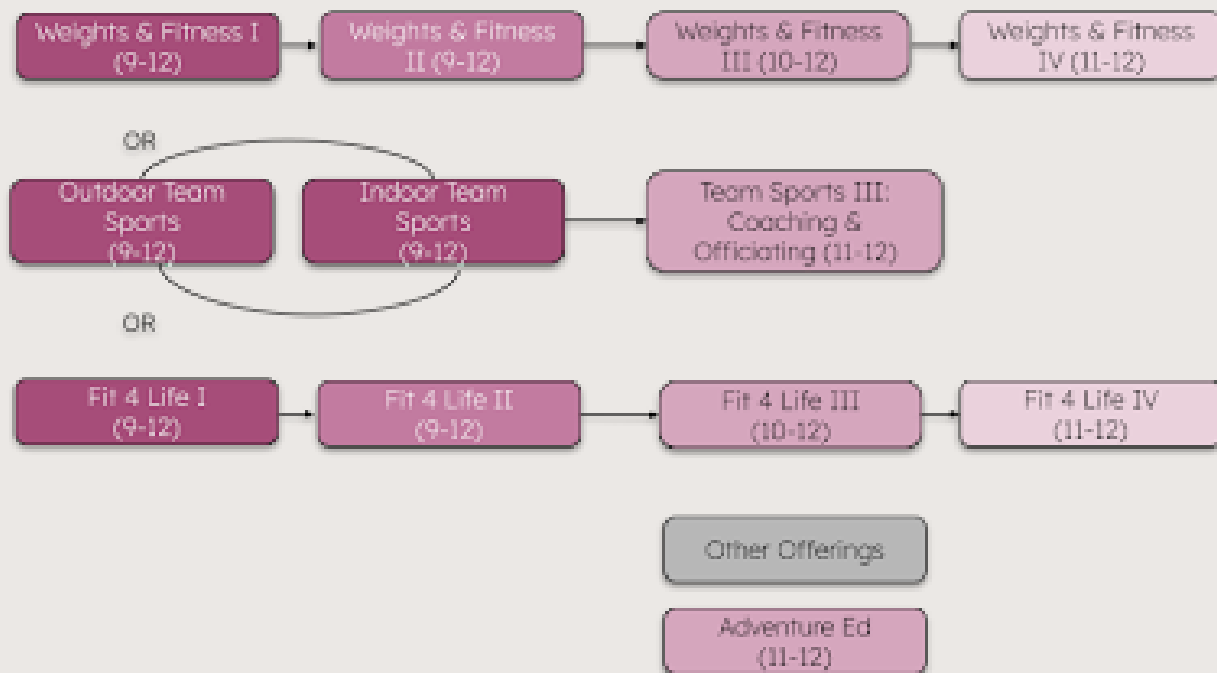 Weights & Fitness I
(9-12)
Weights & Fitness
II (9-12)
Weights & Fitness
III (10-12)
Weights & Fitness
IV (11-12)
OR
Outdoor Team
Sports
(9-12)
Indoor Team
Sports
(9-12)
Team Sports III:
Coaching &
Officiating (11-12)
OR
Fit 4 Life I
(9-12)
Fit 4 Life II
(9-12)
Fit 4 Life III
(10-12)
Fit 4 Life IV
(11-12)
Other Offerings
Adventure Ed
(11-12)